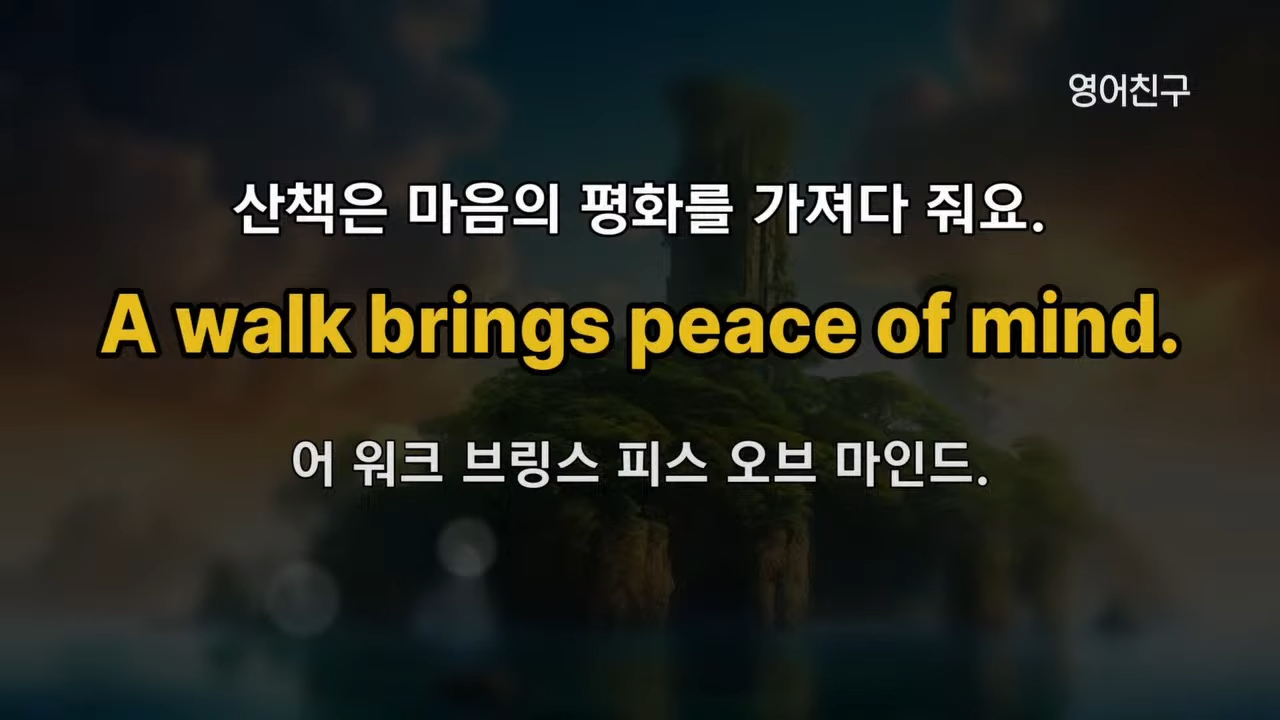 영어친구
산책은 마음의 평화를 가져다 줘요.
A walk brings peace of mind.
어 워크 브링스 피스 오브 마인드.